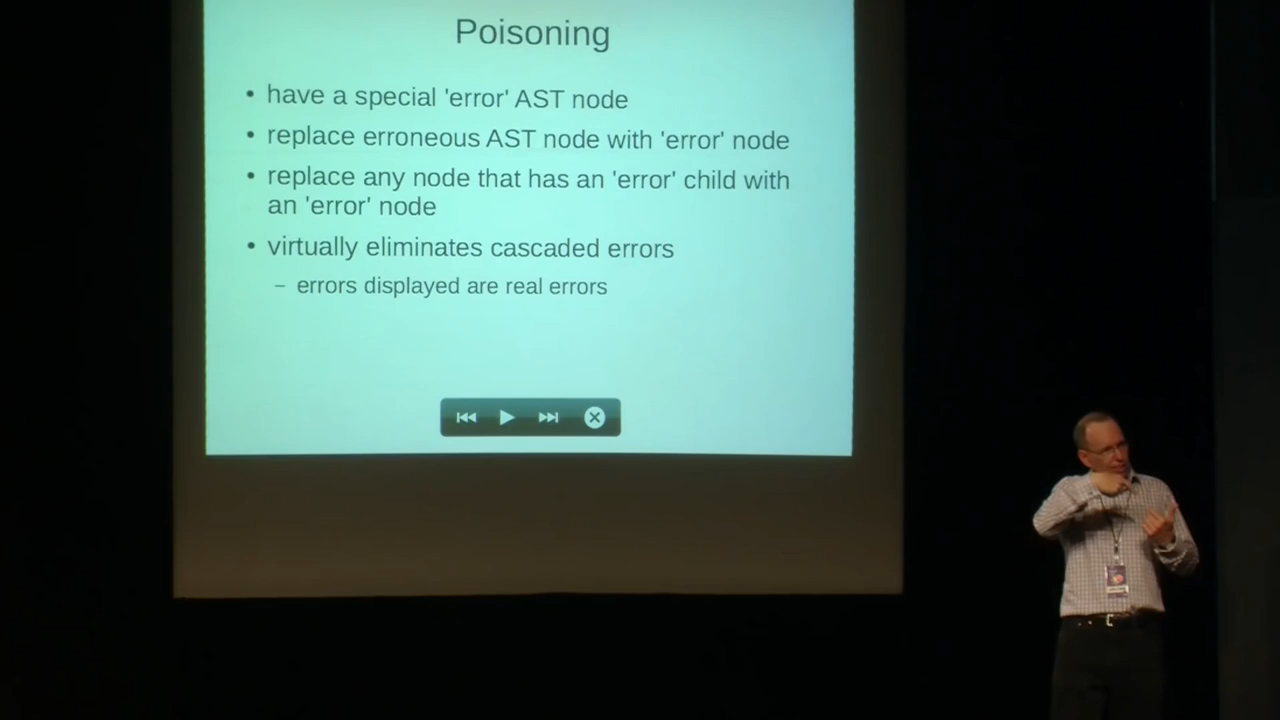 Poisoning
• have a special 'error' AST node
• replace erroneous AST node with 'error' node
• replace any node that has an 'error' child with
an 'error' node
• virtually eliminates cascaded errors
– errors displayed are real errors